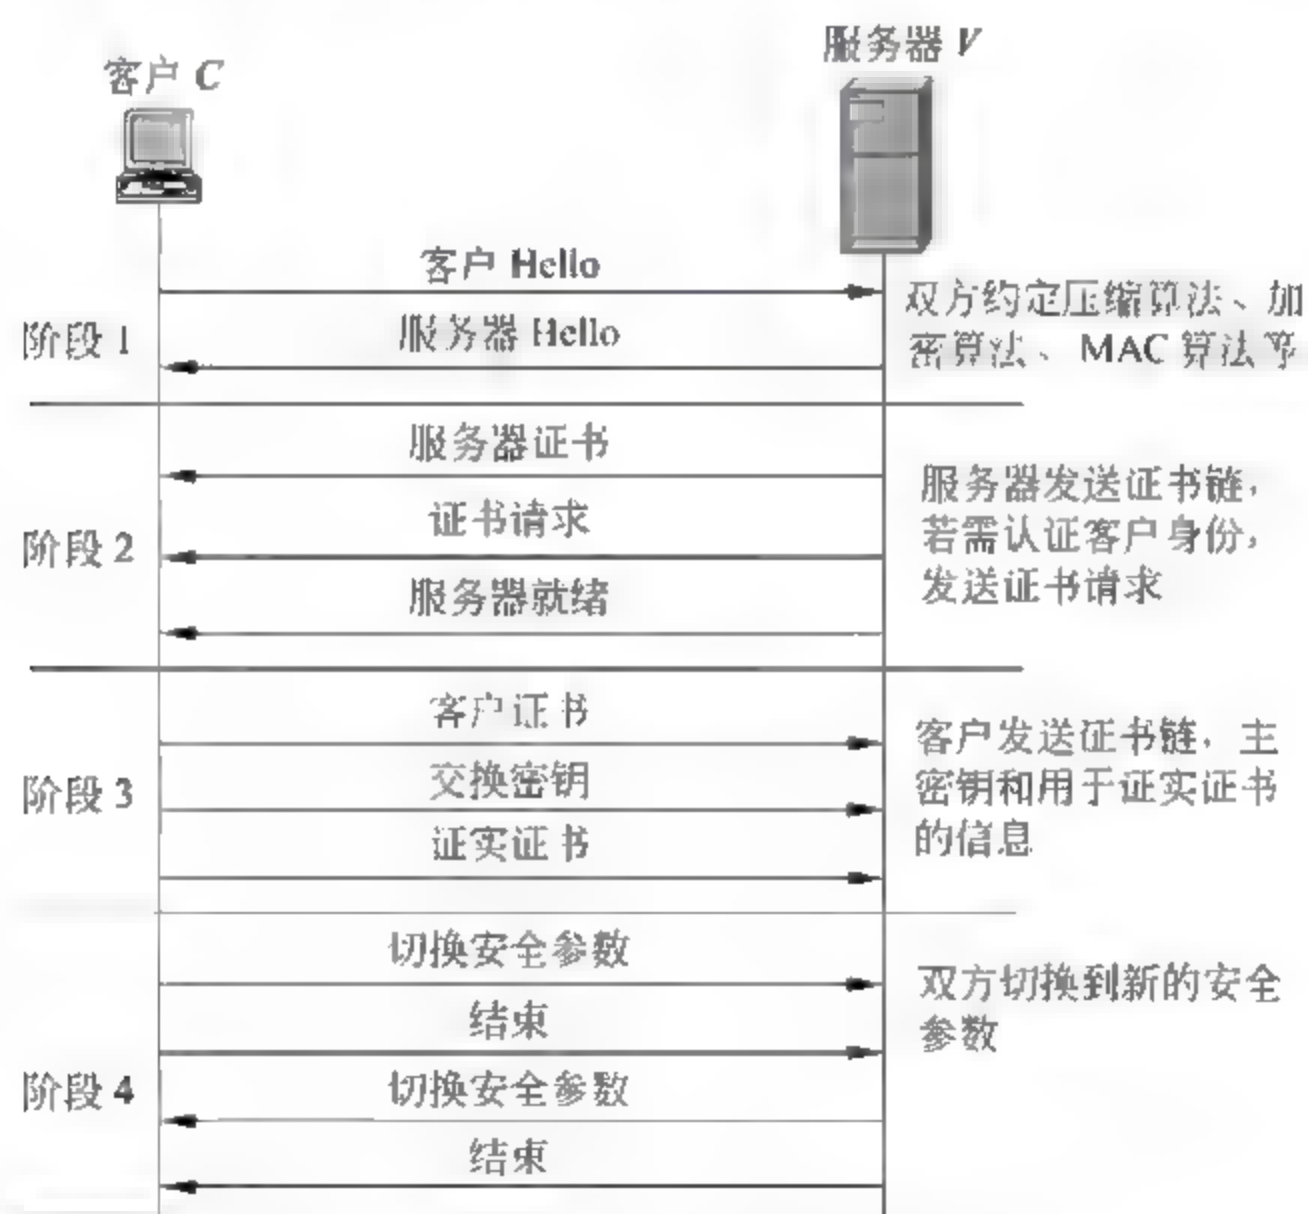 服务器 V
客户 C
客户 Hello
双方约定压缩算法、加
阶段 1
服务器 Hello
密算法、MAC 算法等
服务器证书
服务器发送证书链,
证书请求
若需认证客户身份,
阶段 2
发送证书请求
服务器就绪
客户证书
客户发送证书链,主
阶段 3
交换密钥
密钥和用于证实证书
证实证书
的信息
切换安全参数
双方切换到新的安全
结束
参数
阶段 4
切换安全参数
结束